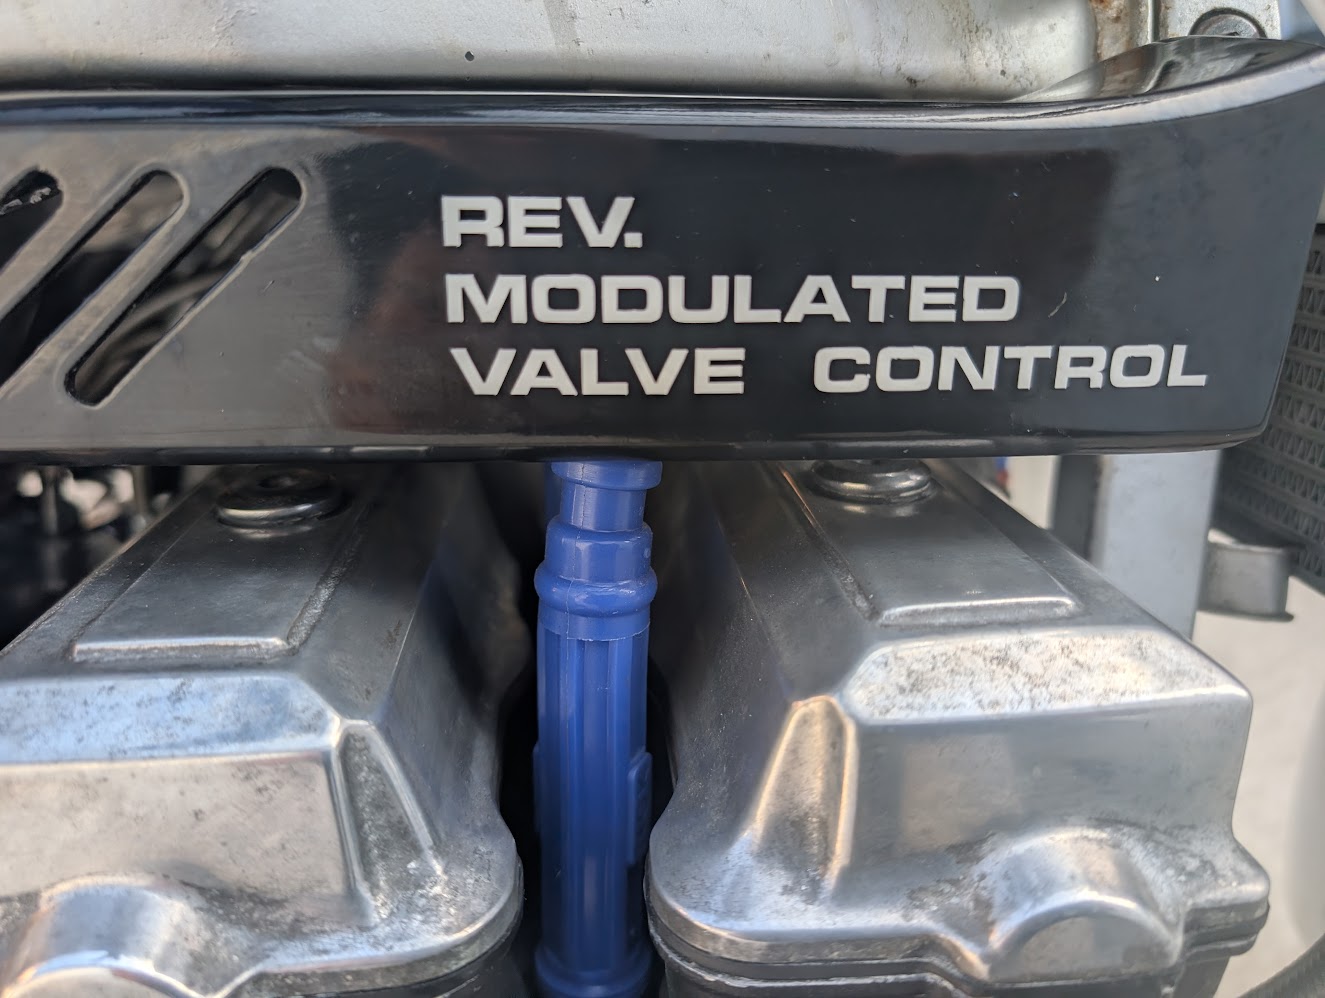 REV.
MODULATED
VALVE CONTROL